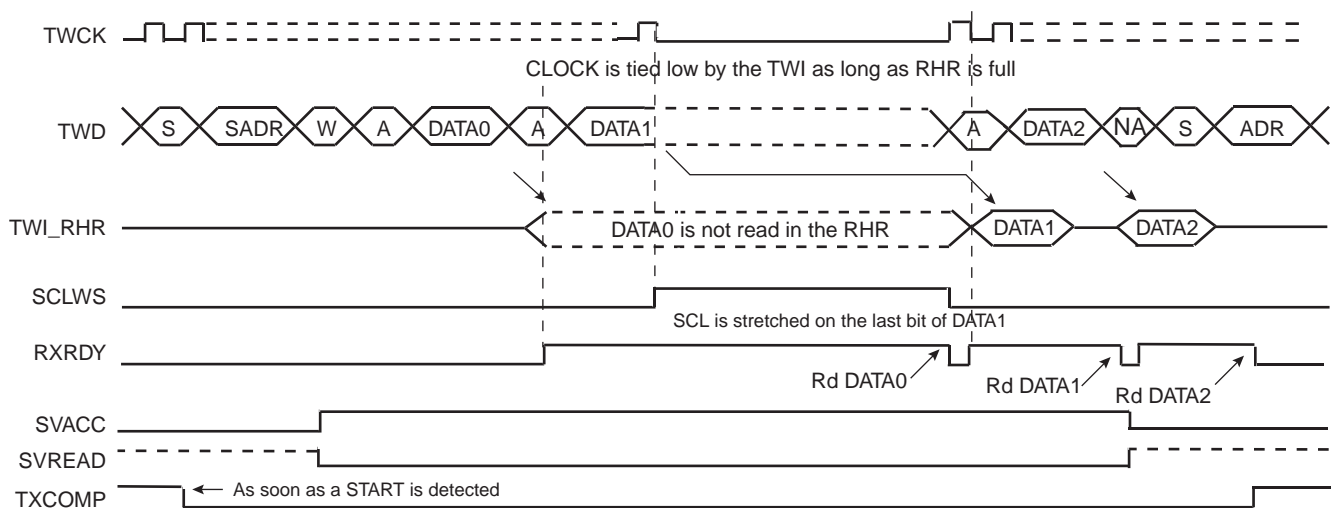 TWCK
CLOCK is tied low by the TWI as long as RHR is full
TWD S SADR W A DATA0 A DATA1 A DATA2 NA S ADR
TWI_RHR DATA0 is not read in the RHR DATA1 DATA2
SCLWS
SCL is stretched on the last bit of DATA1
RXRDY
Rd DATA0 Rd DATA1 Rd DATA2
SVACC
SVREAD
TXCOMP As soon as a START is detected